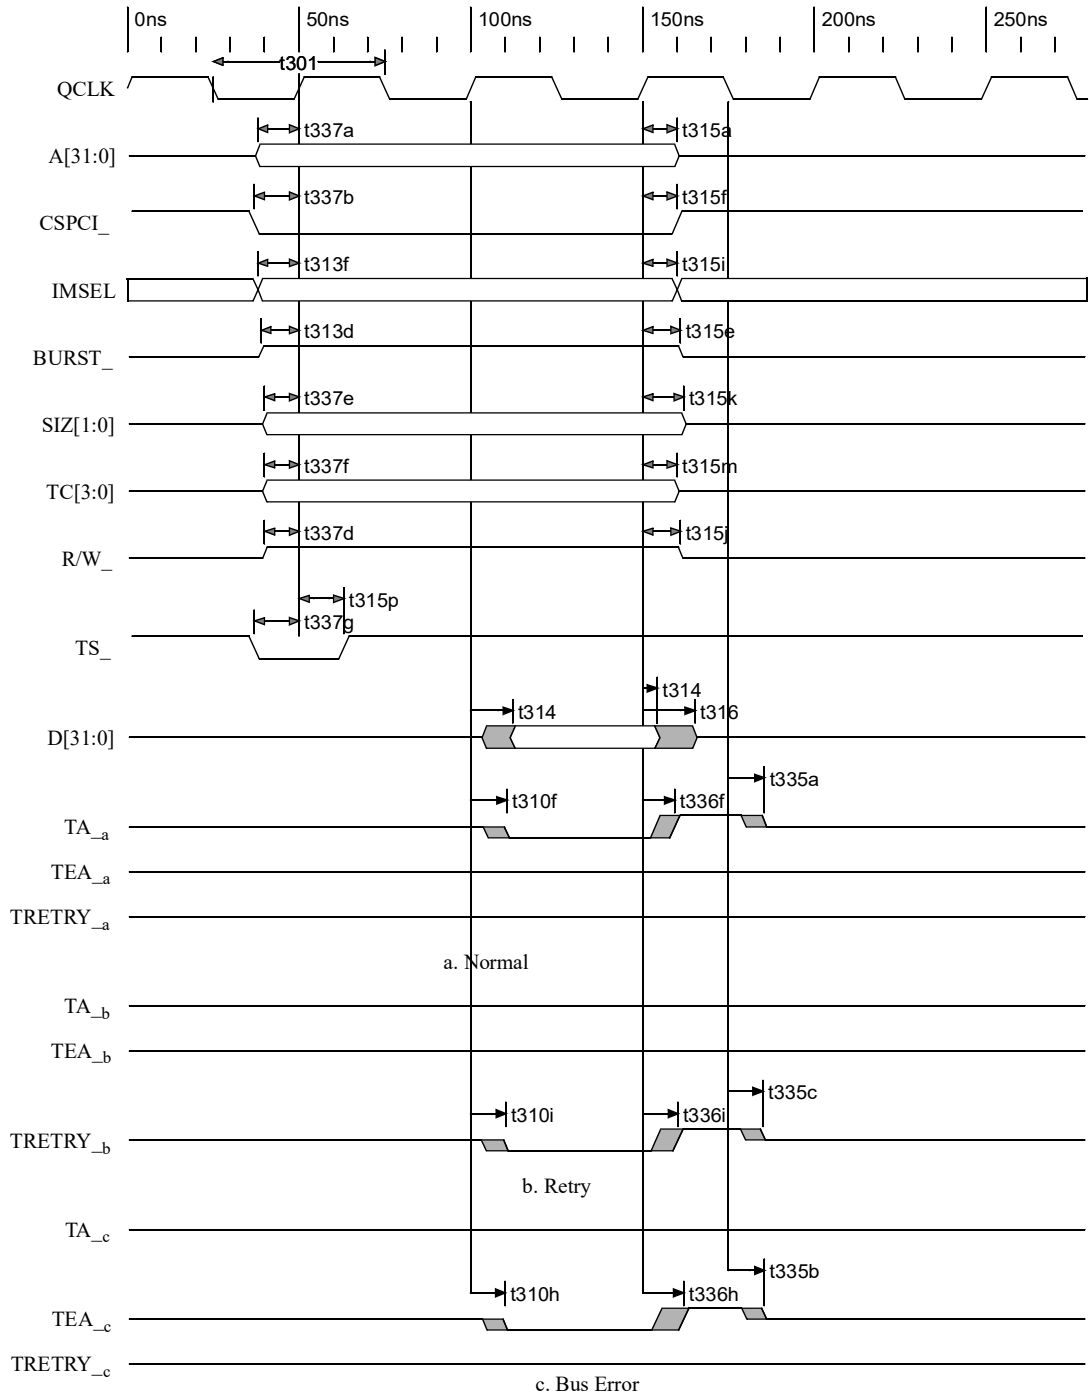 0ns 50ns 100ns 150ns 200ns 250ns
t301
QCLK
t337a t315a
A[31:0]
t337b t315f
CSPCI_
t313f t315i
IMSEL
t313d t315e
BURST_
t337e t315k
SIZ[1:0]
t337f t315m
TC[3:0]
t337d t315j
R/W_
t315p
t337g
TS_
t314
t314 t316
D[31:0]
t335a
t310f t336f
TA_a
TEA_a
TRETRY_a
a. Normal
TA_b
TEA_b
t335c
t310i t336i
TRETRY_b
b. Retry
TA_c
t335b
t310h t336h
TEA_c
TRETRY_c
c. Bus Error